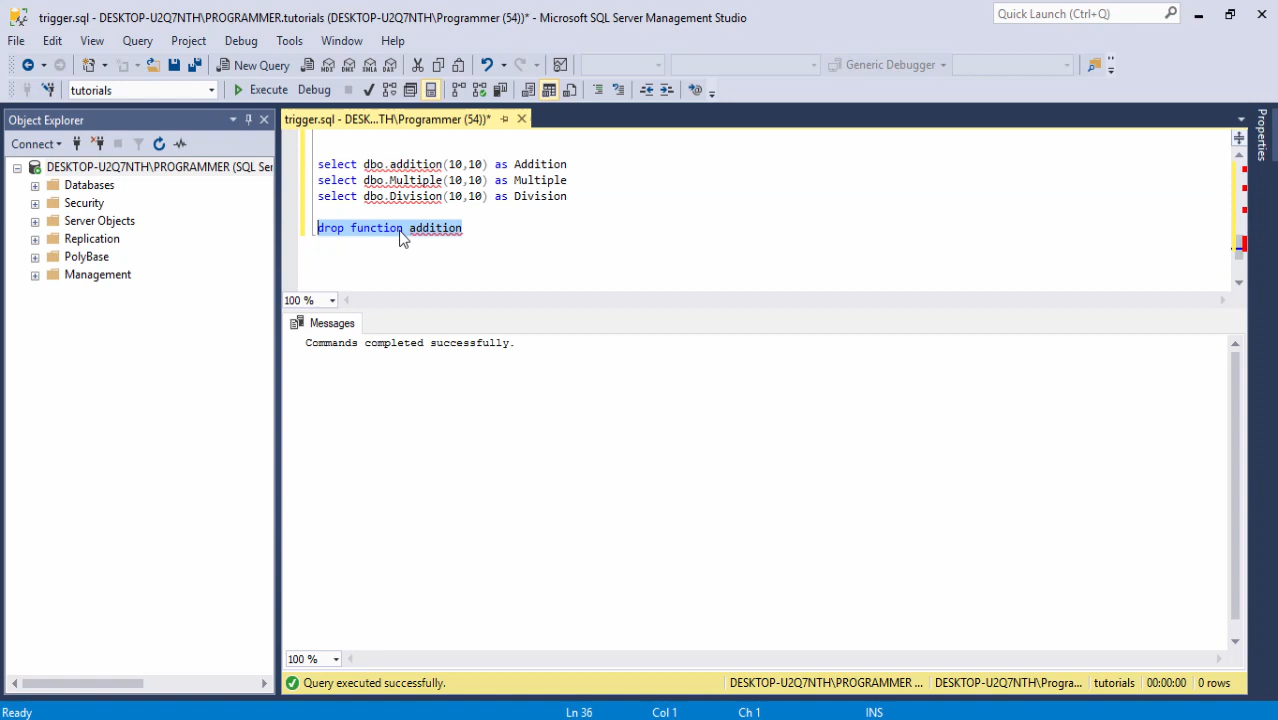 trigger.sql - DESKTOP-U2Q7NTH\PROGRAMMER.tutorials (DESKTOP-U2Q7NTH\Programmer (54))* - Microsoft SQL Server Management Studio
Quick Launch (Ctrl+Q)
File Edit View Query Project Debug Tools Window Help
New Query MDX DMX XMLA DAX Generic Debugger
tutorials Execute Debug
Object Explorer
trigger.sql - DESK...TH\Programmer (54))*
Properties
Connect
DESKTOP-U2Q7NTH\PROGRAMMER (SQL Ser
Databases
Security
Server Objects
Replication
PolyBase
Management
select dbo.addition(10,10) as Addition
select dbo.Multiple(10,10) as Multiple
select dbo.Division(10,10) as Division
drop function addition
100 %
Messages
Commands completed successfully.
100 %
Query executed successfully. DESKTOP-U2Q7NTH\PROGRAMMER ... DESKTOP-U2Q7NTH\Progra... tutorials 00:00:00 0 rows
Ready Ln 36 Col 1 Ch 1 INS